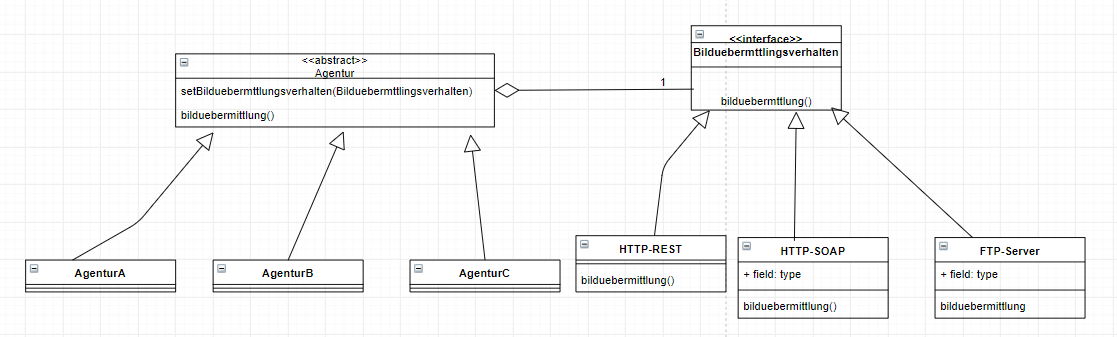 <<abstract>>
Agentur
setBilduebermttlungsverhalten(Bilduebermttlingsverhalten)
bilduebermittlung()
1
<<interface>>
Bilduebermttlingsverhalten
bilduebermttlung()
AgenturA
AgenturB
AgenturC
HTTP-REST
bilduebermittlung()
HTTP-SOAP
+ field: type
bilduebermittlung()
FTP-Server
+ field: type
bilduebermittlung